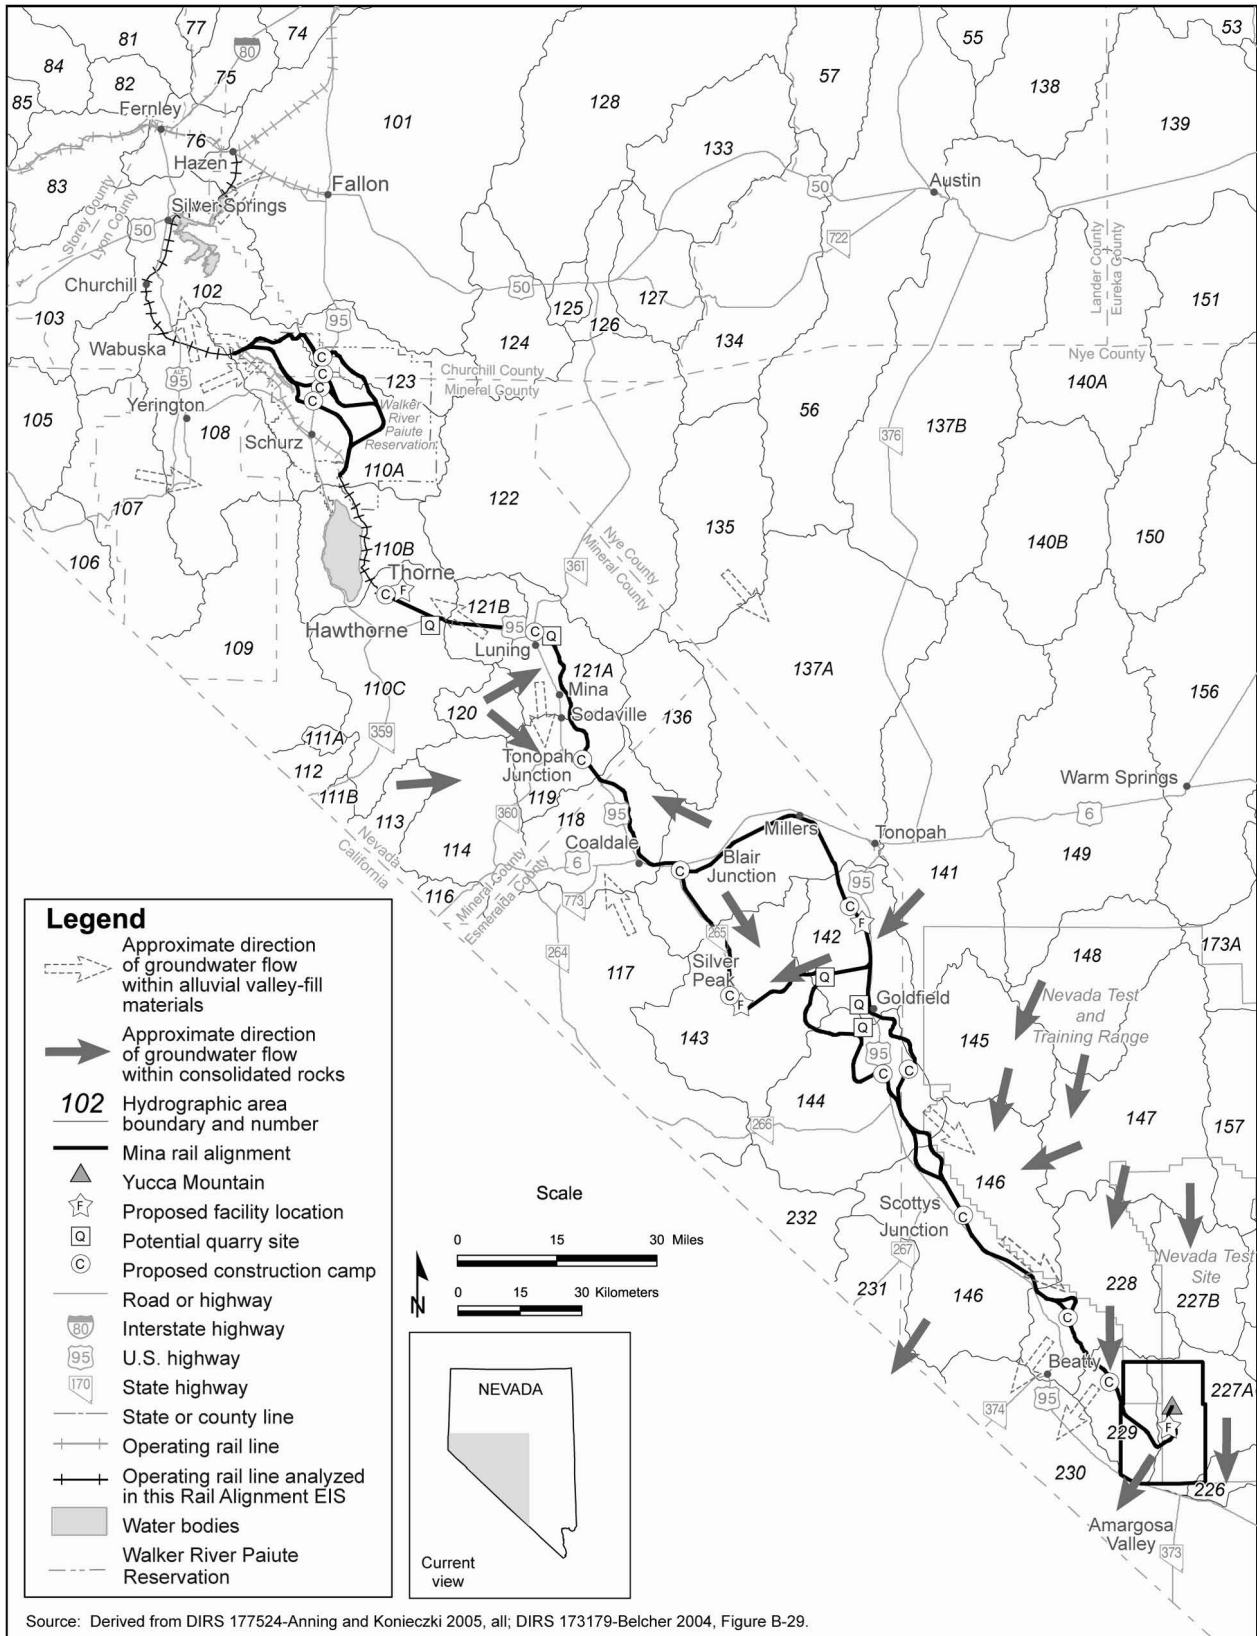 77
74
53
81
80
55
84
57
75
138
82
128
85
Fernley
101
139
76
133
Hazen
83
50
Austin
Fallon
Storey County
Lyon County
Silver Springs
50
722
Lander County
Eureka County
Churchill
102
50
127
125
151
103
95
126
124
134
Wabuska
Nye County
Churchill County
Mineral County
ALT
95
123
140A
Yerington
Walker
River
Paiute
Reservation
56
105
108
137B
376
Schurz
110A
122
107
135
Nye County
Mineral County
140B
150
106
110B
361
Thorne
F
C
121B
95
C
Q
Hawthorne
Q
Luning
109
121A
137A
110C
Mina
156
120
Sodaville
136
359
111A
Tonopah
Junction
C
112
Warm Springs
111B
119
113
360
95
6
118
Millers
Tonopah
Nevada
California
114
Coaldale
6
Blair
Junction
149
141
C
116
Mineral County
Esmeralda County
773
95
C
F
265
142
173A
264
148
117
Silver
Peak
Q
C
F
Q
Goldfield
Nevada Test
and
Training Range
Q
143
145
95
C
C
144
147
266
157
146
Scottys
Junction
232
C
267
Nevada Test
Site
231
146
228
227B
C
Beatty
C
227A
95
374
F
229
230
226
Amargosa
Valley
373
C
C
C
C
Legend
Approximate direction
of groundwater flow
within alluvial valley-fill
materials
Approximate direction
of groundwater flow
within consolidated rocks
102 Hydrographic area
boundary and number
Mina rail alignment
Yucca Mountain
F Proposed facility location
Q Potential quarry site
C Proposed construction camp
Road or highway
80 Interstate highway
95 U.S. highway
170 State highway
State or county line
Operating rail line
Operating rail line analyzed
in this Rail Alignment EIS
Water bodies
Walker River Paiute
Reservation
Scale
0 15 30 Miles
0 15 30 Kilometers
N
NEVADA
Current
view
Source: Derived from DIRS 177524-Anning and Konieczki 2005, all; DIRS 173179-Belcher 2004, Figure B-29.